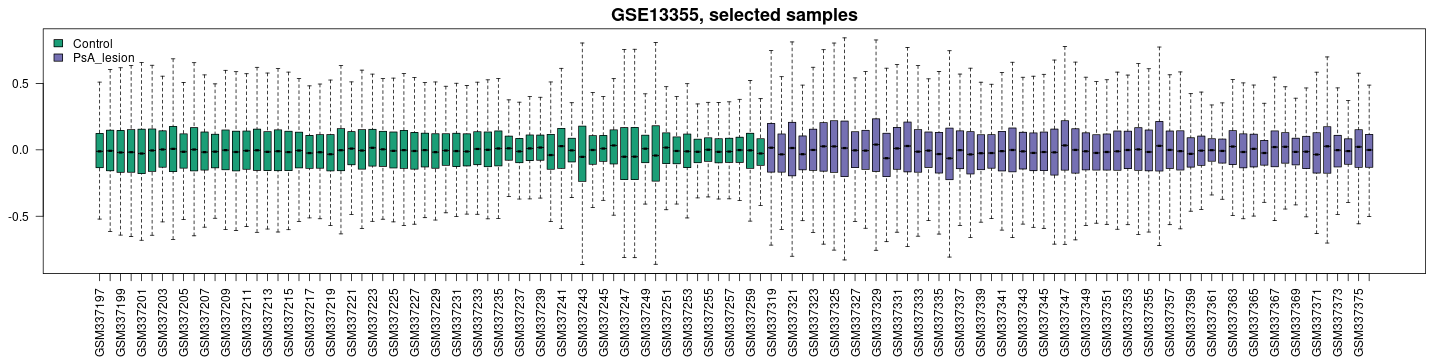 GSE13355, selected samples
Control
PsA_lesion
0.5
0.0
-0.5
GSM337197
GSM337199
GSM337201
GSM337203
GSM337205
GSM337207
GSM337209
GSM337211
GSM337213
GSM337215
GSM337217
GSM337219
GSM337221
GSM337223
GSM337225
GSM337227
GSM337229
GSM337231
GSM337233
GSM337235
GSM337237
GSM337239
GSM337241
GSM337243
GSM337245
GSM337247
GSM337249
GSM337251
GSM337253
GSM337255
GSM337257
GSM337259
GSM337319
GSM337321
GSM337323
GSM337325
GSM337327
GSM337329
GSM337331
GSM337333
GSM337335
GSM337337
GSM337339
GSM337341
GSM337343
GSM337345
GSM337347
GSM337349
GSM337351
GSM337353
GSM337355
GSM337357
GSM337359
GSM337361
GSM337363
GSM337365
GSM337367
GSM337369
GSM337371
GSM337373
GSM337375